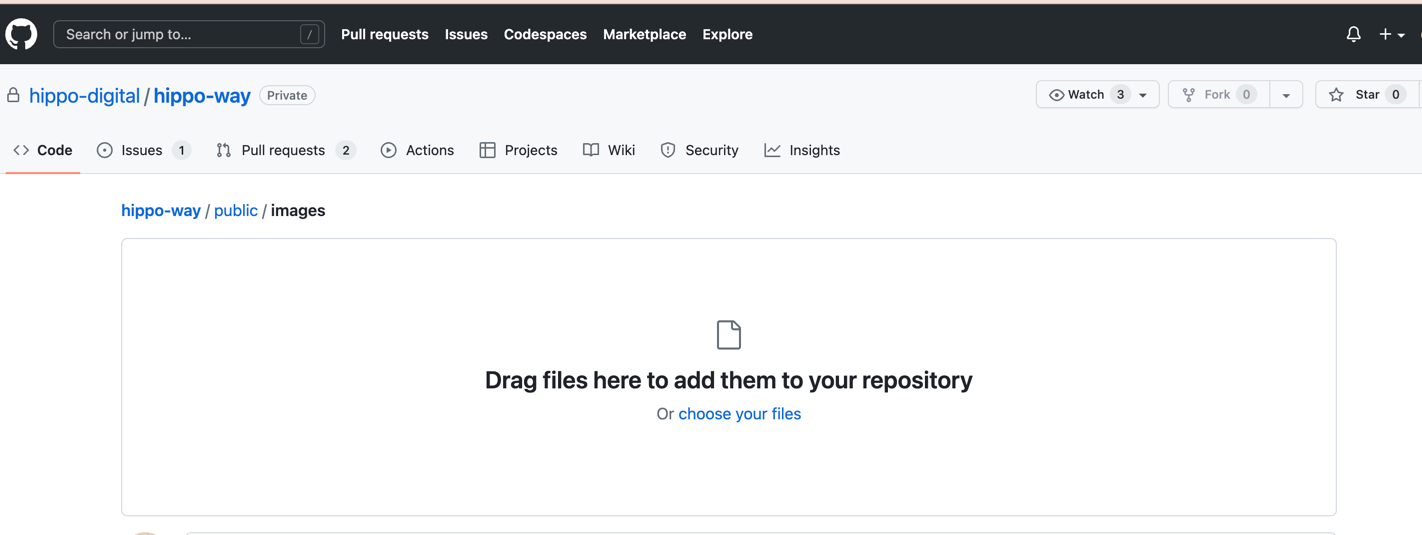 Search or jump to... / Pull requests Issues Codespaces Marketplace Explore
hippo-digital / hippo-way Private Watch 3 Fork 0 Star 0
Code Issues 1 Pull requests 2 Actions Projects Wiki Security Insights
hippo-way / public / images
Drag files here to add them to your repository
Or choose your files